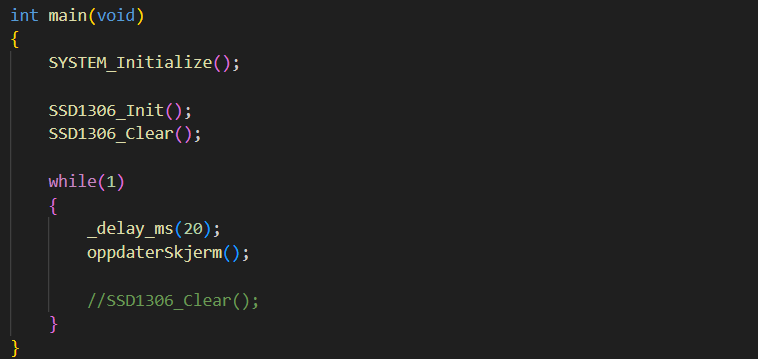 int main(void)
{
    SYSTEM_Initialize();

    SSD1306_Init();
    SSD1306_Clear();

    while(1)
    {
        _delay_ms(20);
        oppdaterSkjerm();

        //SSD1306_Clear();
    }
}